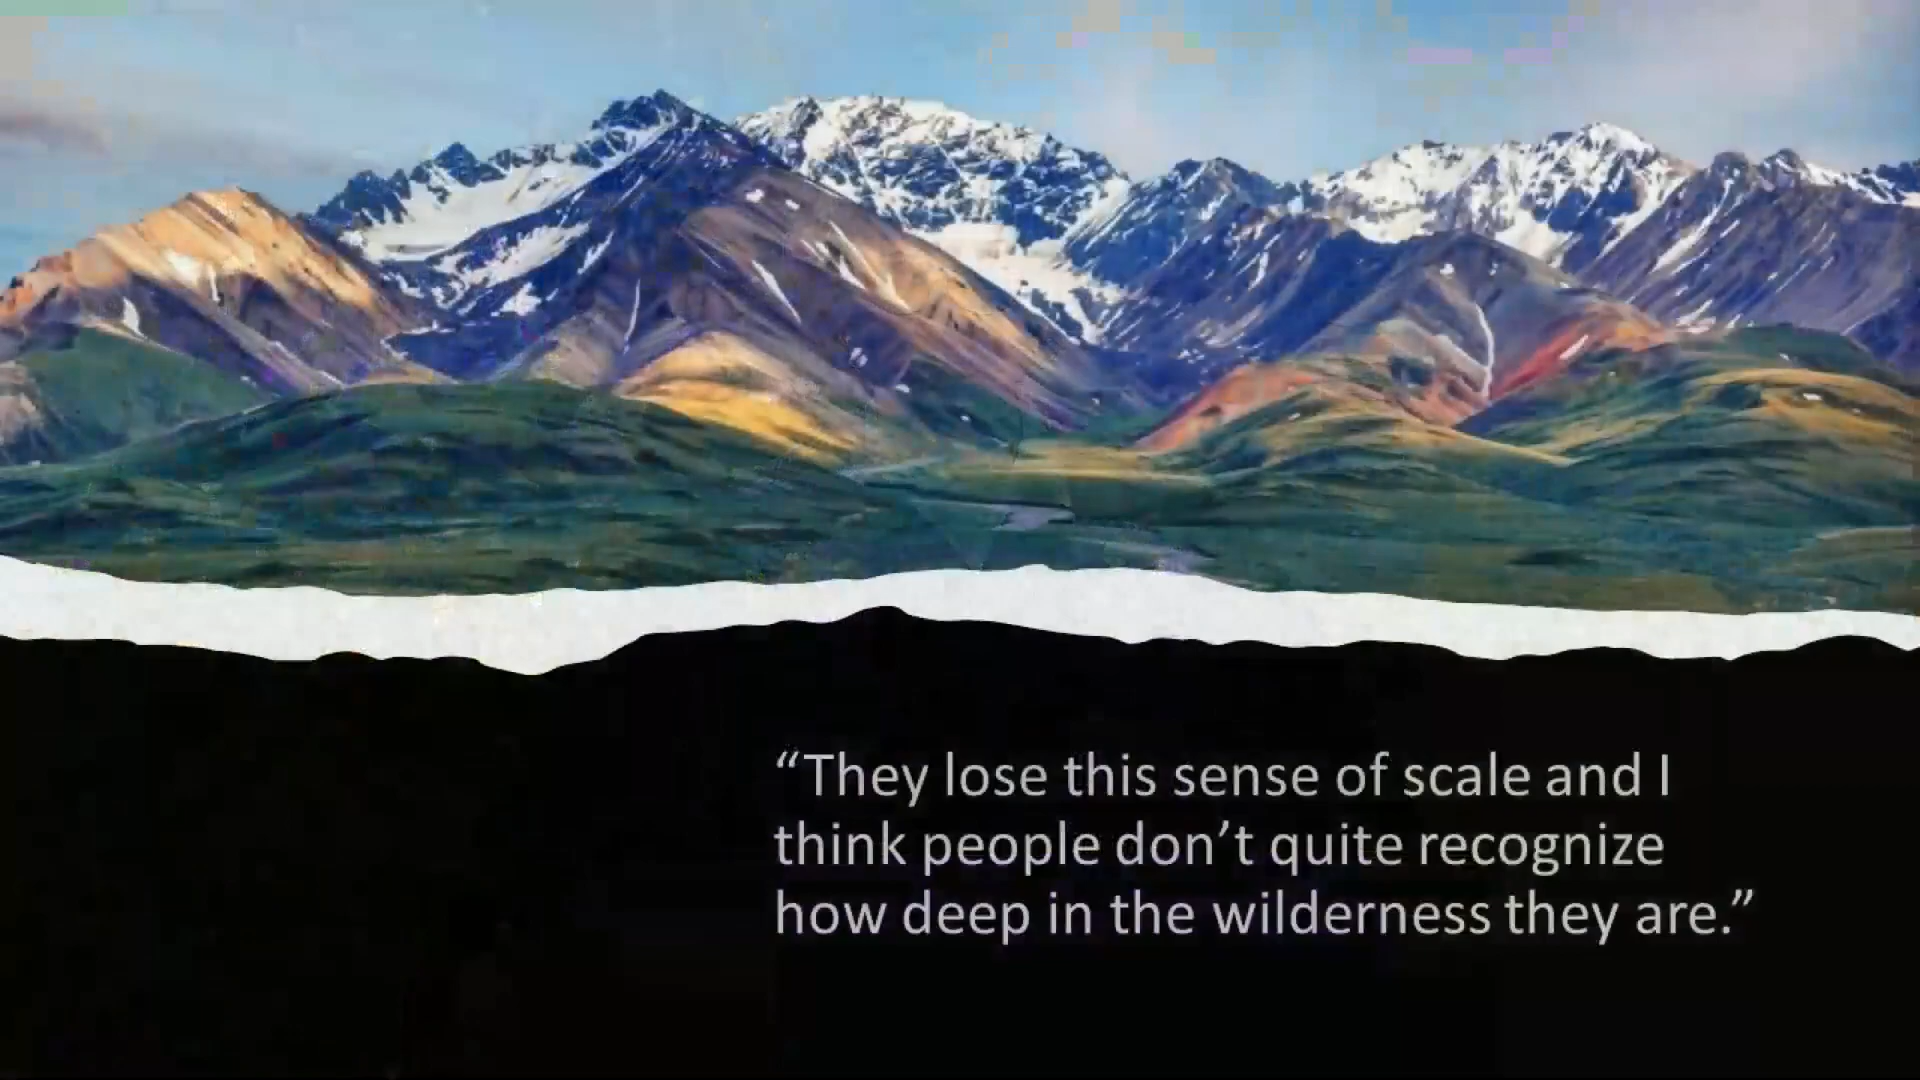 “They lose this sense of scale and I
think people don’t quite recognize
how deep in the wilderness they are.”